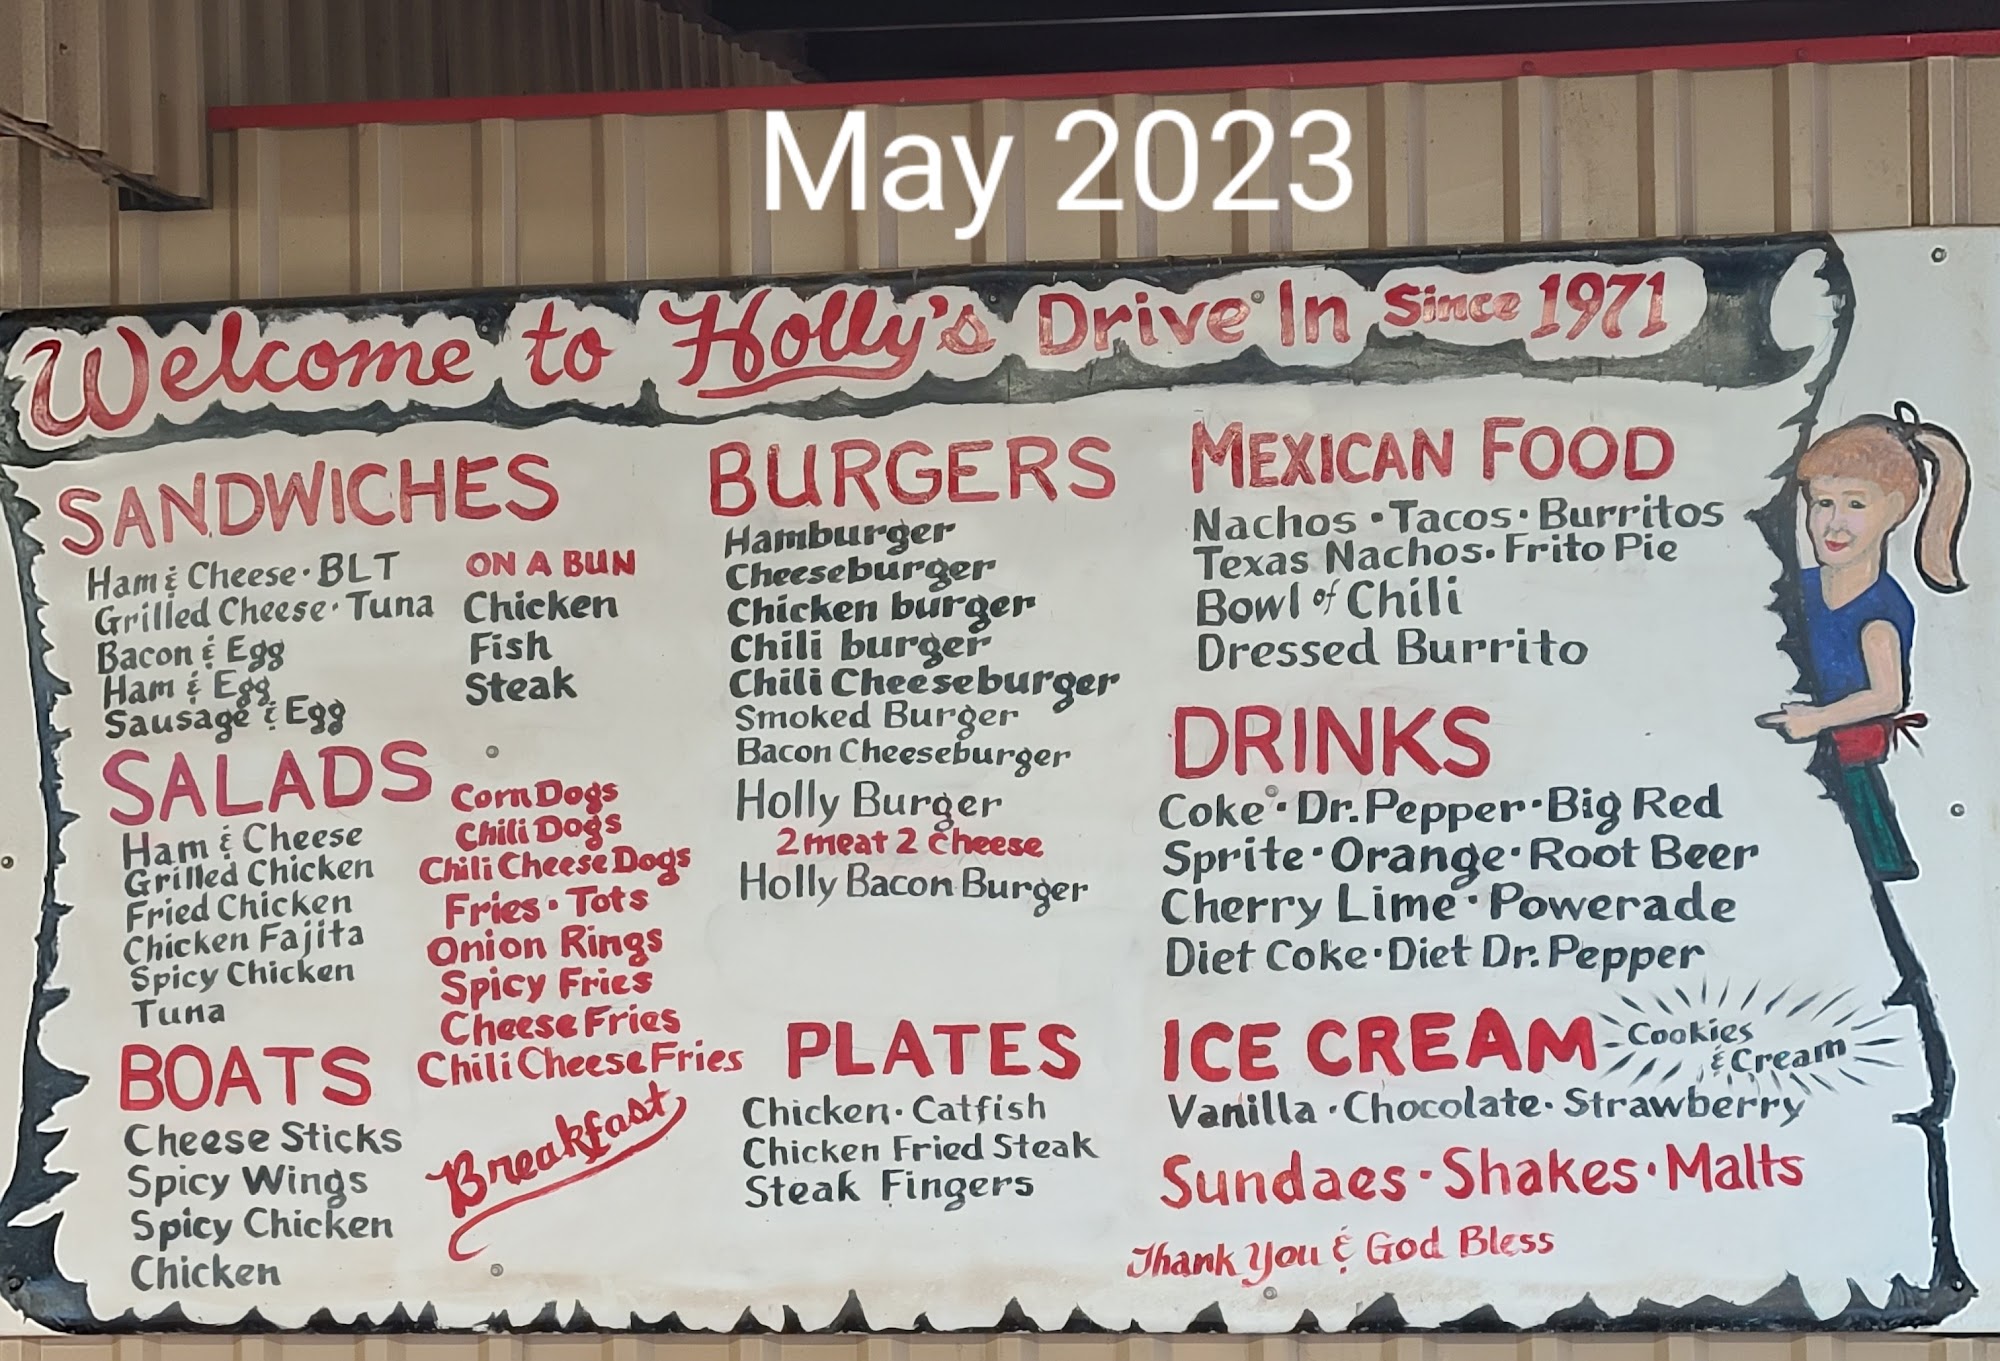 May 2023
Welcome to Holly's Drive In Since 1971
SANDWICHES
Ham & Cheese · BLT
Grilled Cheese · Tuna
Bacon & Egg
Ham & Egg
Sausage & Egg
ON A BUN
Chicken
Fish
Steak
SALADS
Ham & Cheese
Grilled Chicken
Fried Chicken
Chicken Fajita
Spicy Chicken
Tuna
BOATS
Cheese Sticks
Spicy Wings
Spicy Chicken
Chicken
Corn Dogs
Chili Dogs
Chili Cheese Dogs
Fries · Tots
Onion Rings
Spicy Fries
Cheese Fries
Chili Cheese Fries
Breakfast
BURGERS
Hamburger
Cheeseburger
Chicken burger
Chili burger
Chili Cheeseburger
Smoked Burger
Bacon Cheeseburger
Holly Burger
2 meat 2 cheese
Holly Bacon Burger
PLATES
Chicken · Catfish
Chicken Fried Steak
Steak Fingers
MEXICAN FOOD
Nachos · Tacos · Burritos
Texas Nachos · Frito Pie
Bowl of Chili
Dressed Burrito
DRINKS
Coke · Dr. Pepper · Big Red
Sprite · Orange · Root Beer
Cherry Lime · Powerade
Diet Coke · Diet Dr. Pepper
ICE CREAM
Cookies
& Cream
Vanilla · Chocolate · Strawberry
Sundaes · Shakes · Malts
Thank You & God Bless